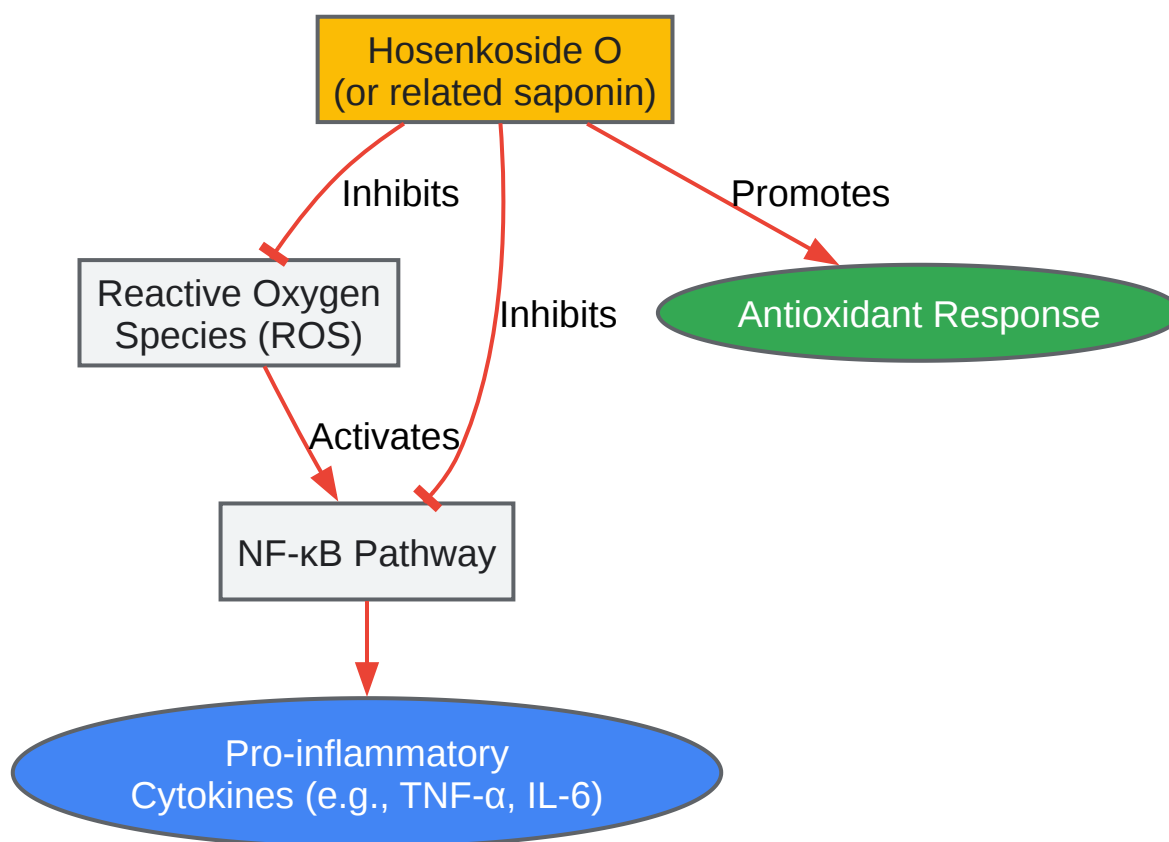 Hosenkoside O
(or related saponin)
Inhibits
Promotes
Reactive Oxygen
Species (ROS)
Inhibits
Antioxidant Response
Activates
NF-κB Pathway
Pro-inflammatory
Cytokines (e.g., TNF-α, IL-6)